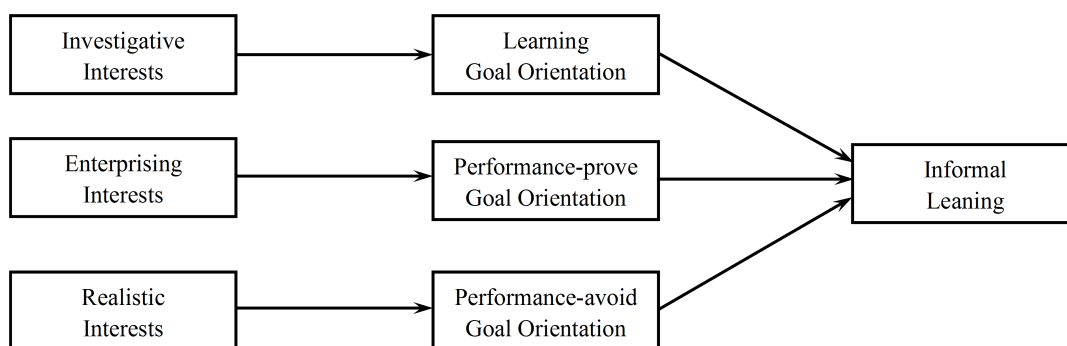 Investigative
Interests
Learning
Goal Orientation
Enterprising
Interests
Performance-prove
Goal Orientation
Informal
Leaning
Realistic
Interests
Performance-avoid
Goal Orientation